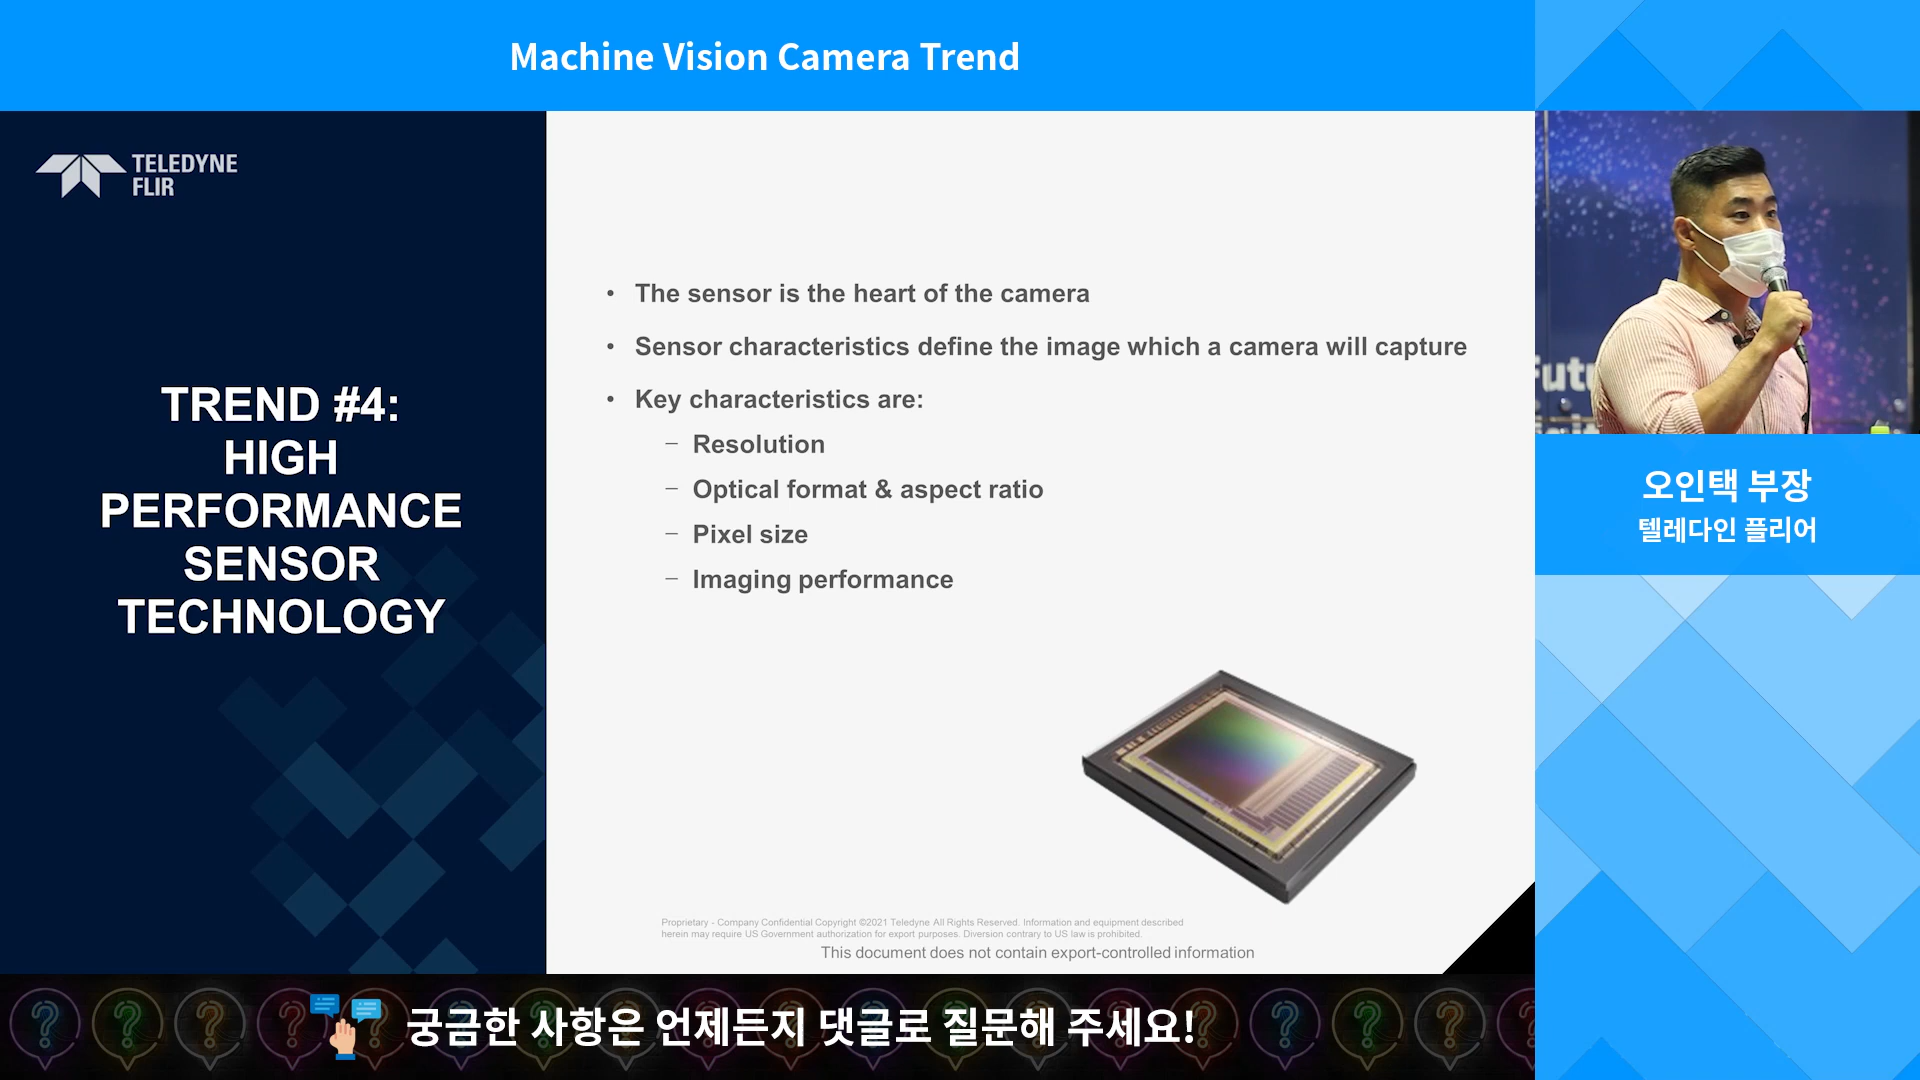 Machine Vision Camera Trend
TELEDYNE
FLIR
TREND #4:
HIGH
PERFORMANCE
SENSOR
TECHNOLOGY
• The sensor is the heart of the camera
• Sensor characteristics define the image which a camera will capture
• Key characteristics are:
– Resolution
– Optical format & aspect ratio
– Pixel size
– Imaging performance
Proprietary - Company Confidential Copyright ©2021 Teledyne All Rights Reserved. Information and equipment described
herein may require US Government authorization for export purposes. Diversion contrary to US law is prohibited.
This document does not contain export-controlled information
오인택 부장
텔레다인 플리어
궁금한 사항은 언제든지 댓글로 질문해 주세요!